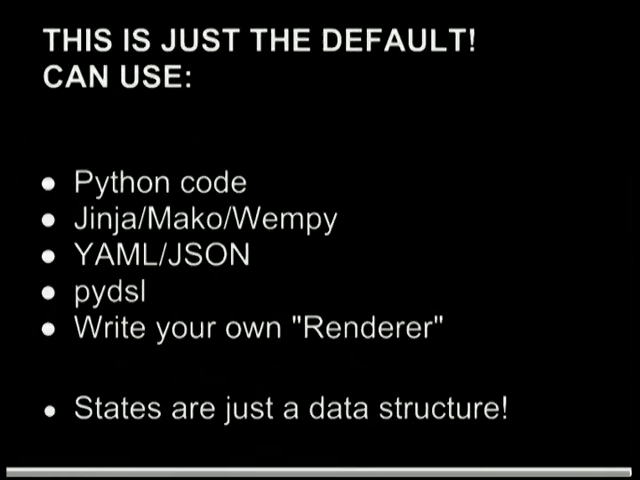 THIS IS JUST THE DEFAULT!
CAN USE:
● Python code
● Jinja/Mako/Wempy
● YAML/JSON
● pydsl
● Write your own "Renderer"
● States are just a data structure!